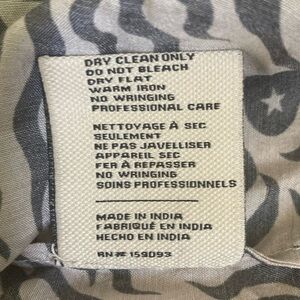 DRY CLEAN ONLY
DO NOT BLEACH
DRY FLAT
WARM IRON
NO WRINGING
PROFESSIONAL CARE
NETTOYAGE À SEC
SEULEMENT
NE PAS JAVELLISER
APPAREIL SEC
FER À REPASSER
NO WRINGING
SOINS PROFESSIONNELS
MADE IN INDIA
FABRIQUÉ EN INDIA
HECHO EN INDIA
RN# 159093